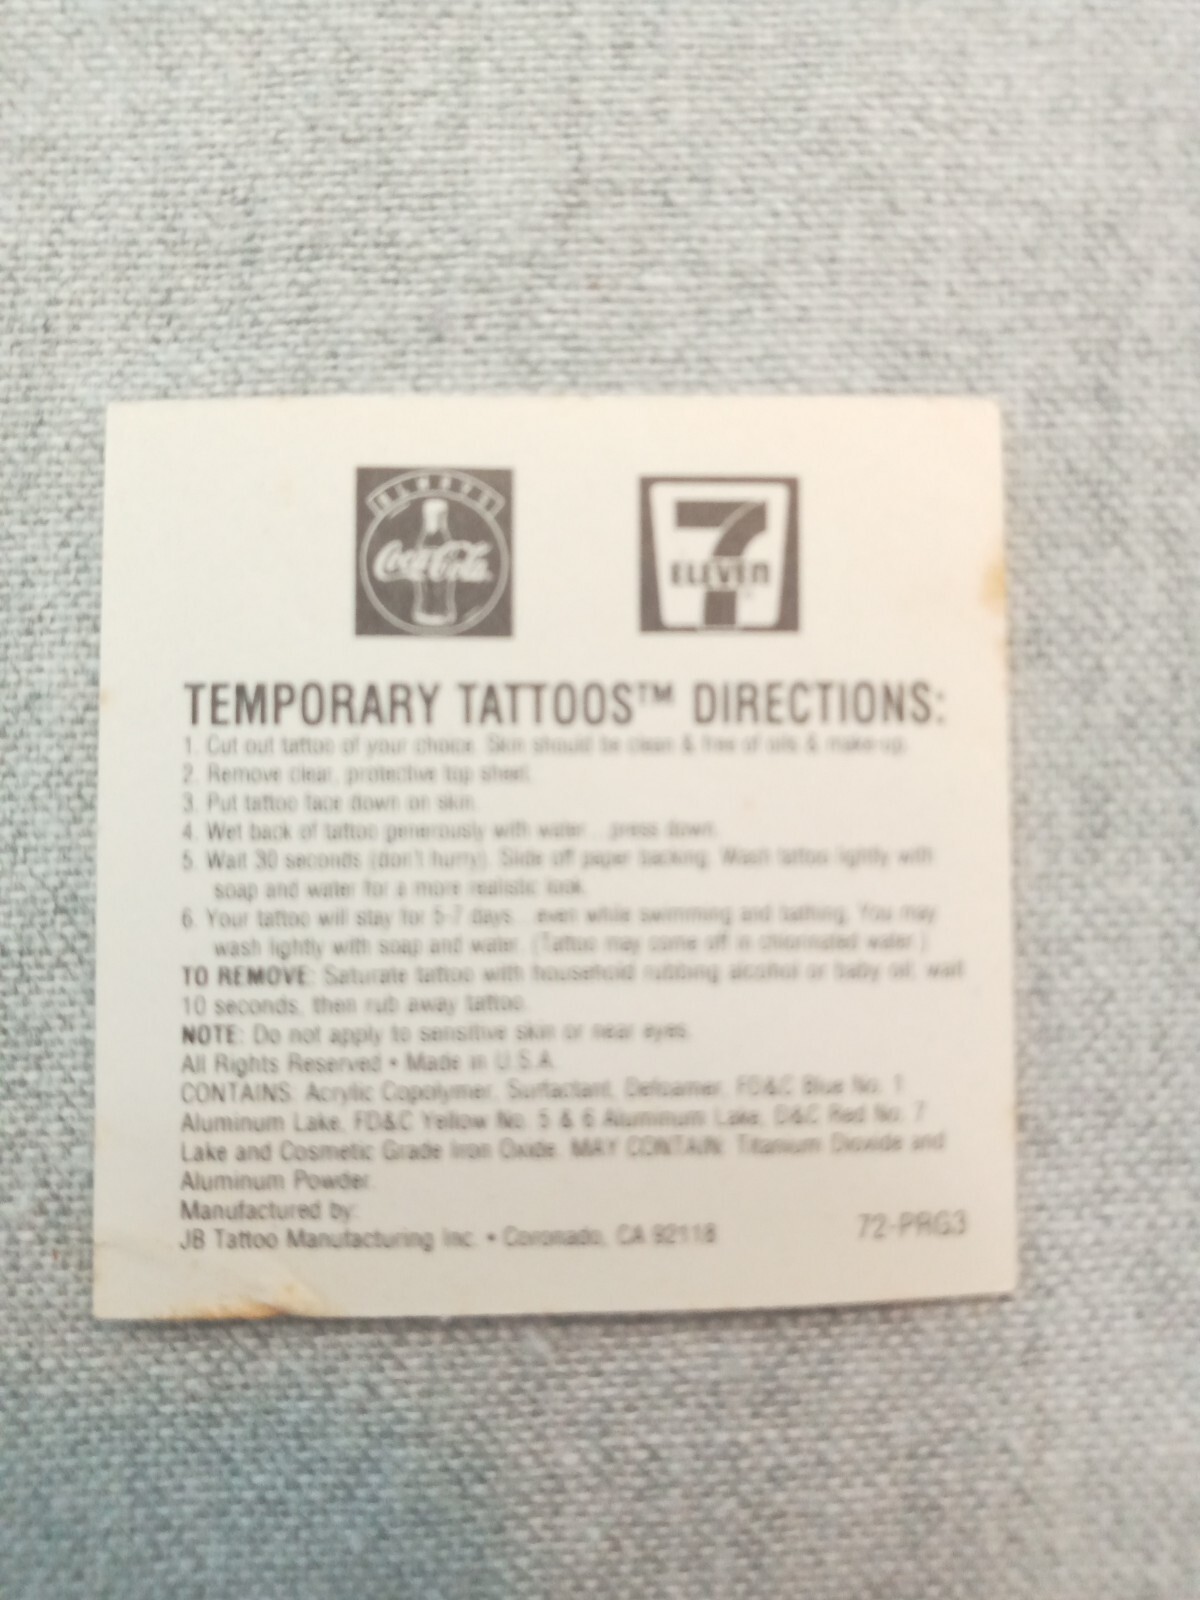 ALWAYS
Coca-Cola
7
ELEVEN
TEMPORARY TATTOOS™ DIRECTIONS:
1. Cut out tattoo of your choice. Skin should be clean & free of oils & make-up.
2. Remove clear, protective top sheet.
3. Put tattoo face down on skin.
4. Wet back of tattoo generously with water...press down.
5. Wait 30 seconds (don't hurry). Slide off paper backing. Wash tattoo lightly with
soap and water for a more realistic look.
6. Your tattoo will stay for 5-7 days...even while swimming and bathing. You may
wash lightly with soap and water. (Tattoo may come off in chlorinated water.)
TO REMOVE: Saturate tattoo with household rubbing alcohol or baby oil, wait
10 seconds, then rub away tattoo.
NOTE: Do not apply to sensitive skin or near eyes.
All Rights Reserved • Made in U.S.A.
CONTAINS: Acrylic Copolymer, Surfactant, Defoamer, FD&C Blue No. 1
Aluminum Lake, FD&C Yellow No. 5 & 6 Aluminum Lake, D&C Red No. 7
Lake and Cosmetic Grade Iron Oxide. MAY CONTAIN: Titanium Dioxide and
Aluminum Powder.
Manufactured by:
JB Tattoo Manufacturing Inc. • Coronado, CA 92118
72-PRG3